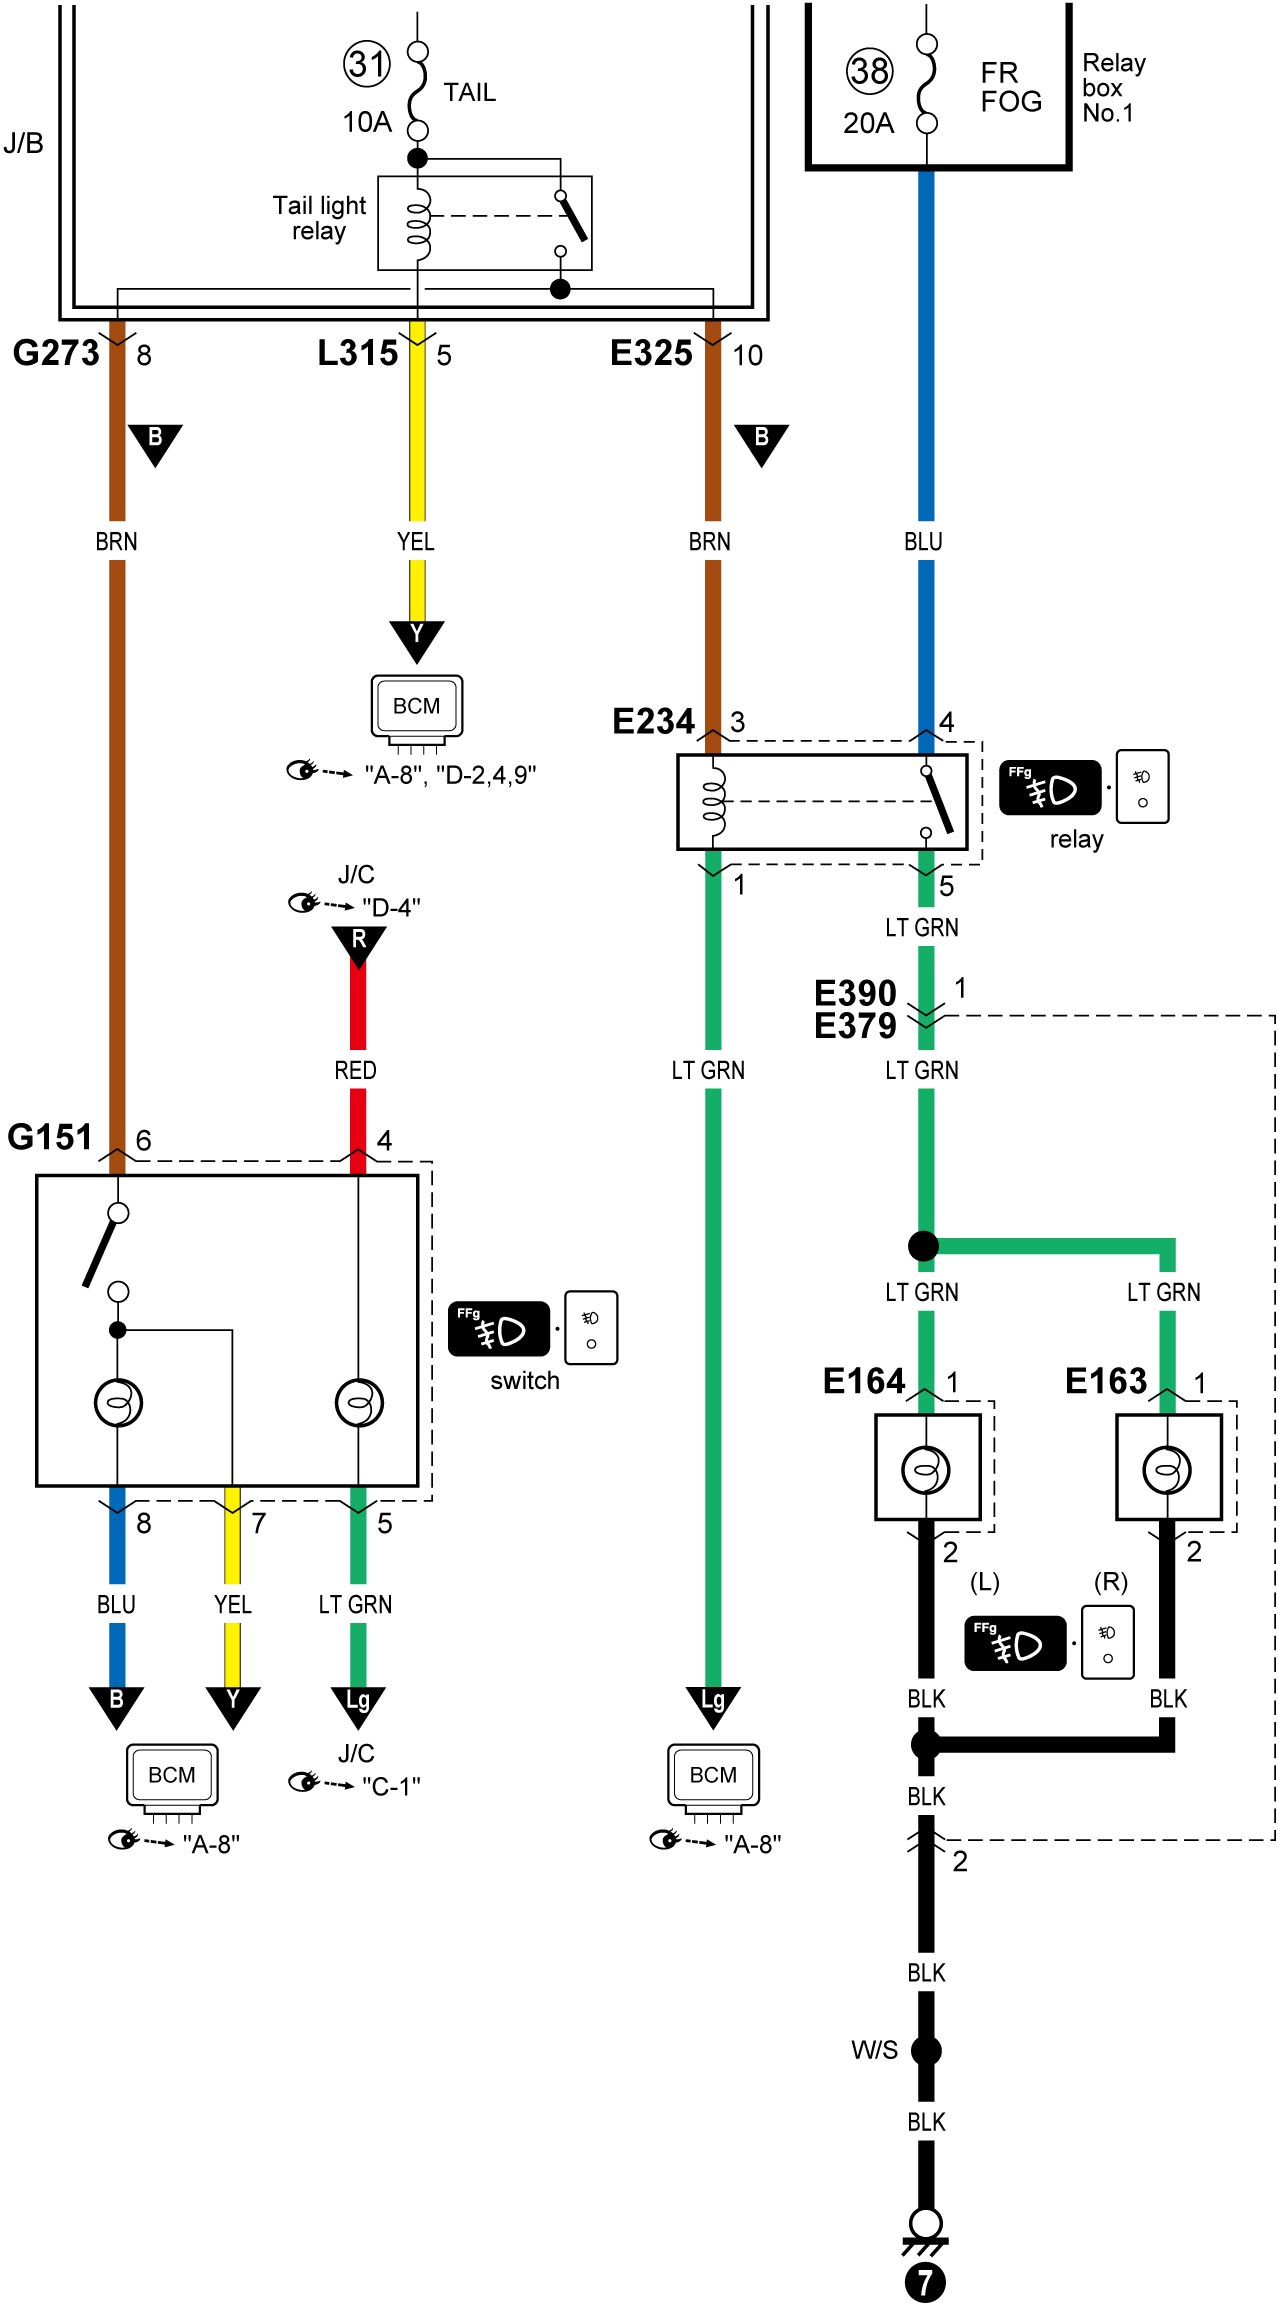 31
10A
TAIL
J/B
Tail light
relay
38
20A
FR
FOG
Relay
box
No.1
G273
8
L315
5
E325
10
B
B
BRN
YEL
BRN
BLU
Y
BCM
"A-8", "D-2,4,9"
E234
3
4
FFg
relay
1
5
J/C
"D-4"
R
LT GRN
E390
1
E379
RED
LT GRN
LT GRN
G151
6
4
LT GRN
LT GRN
FFg
switch
E164
1
E163
1
8
7
5
2
2
(L)
(R)
BLU
YEL
LT GRN
FFg
B
Y
Lg
Lg
BLK
BLK
J/C
BCM
"C-1"
BCM
BLK
"A-8"
"A-8"
2
BLK
W/S
BLK
7